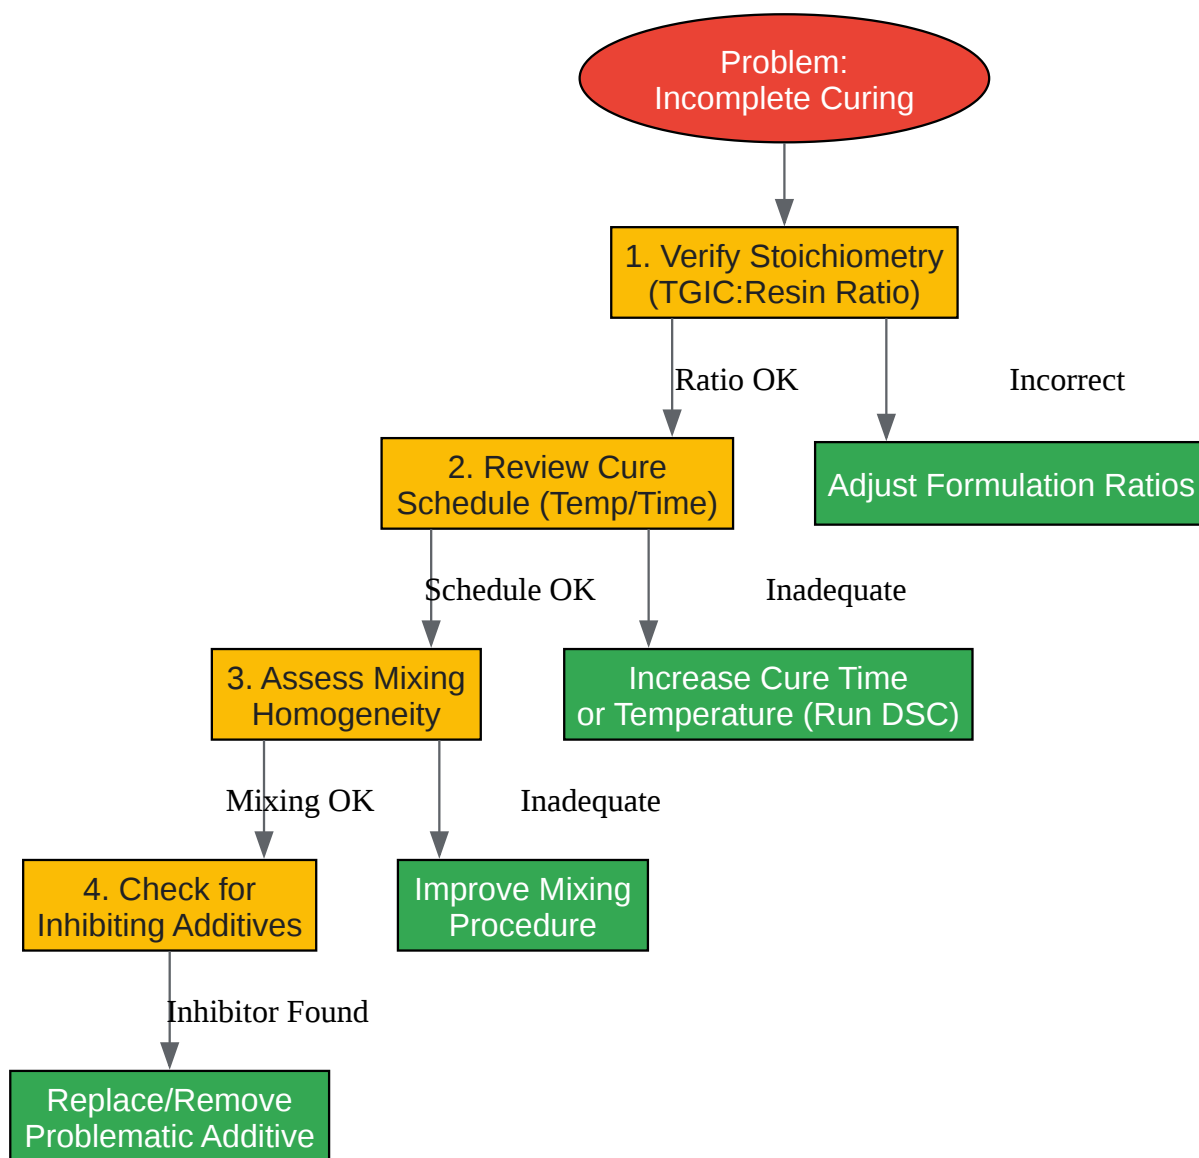 Problem:
Incomplete Curing
1. Verify Stoichiometry
(TGIC:Resin Ratio)
Ratio OK
Incorrect
2. Review Cure
Schedule (Temp/Time)
Adjust Formulation Ratios
Schedule OK
Inadequate
3. Assess Mixing
Homogeneity
Increase Cure Time
or Temperature (Run DSC)
Mixing OK
Inadequate
4. Check for
Inhibiting Additives
Improve Mixing
Procedure
Inhibitor Found
Replace/Remove
Problematic Additive